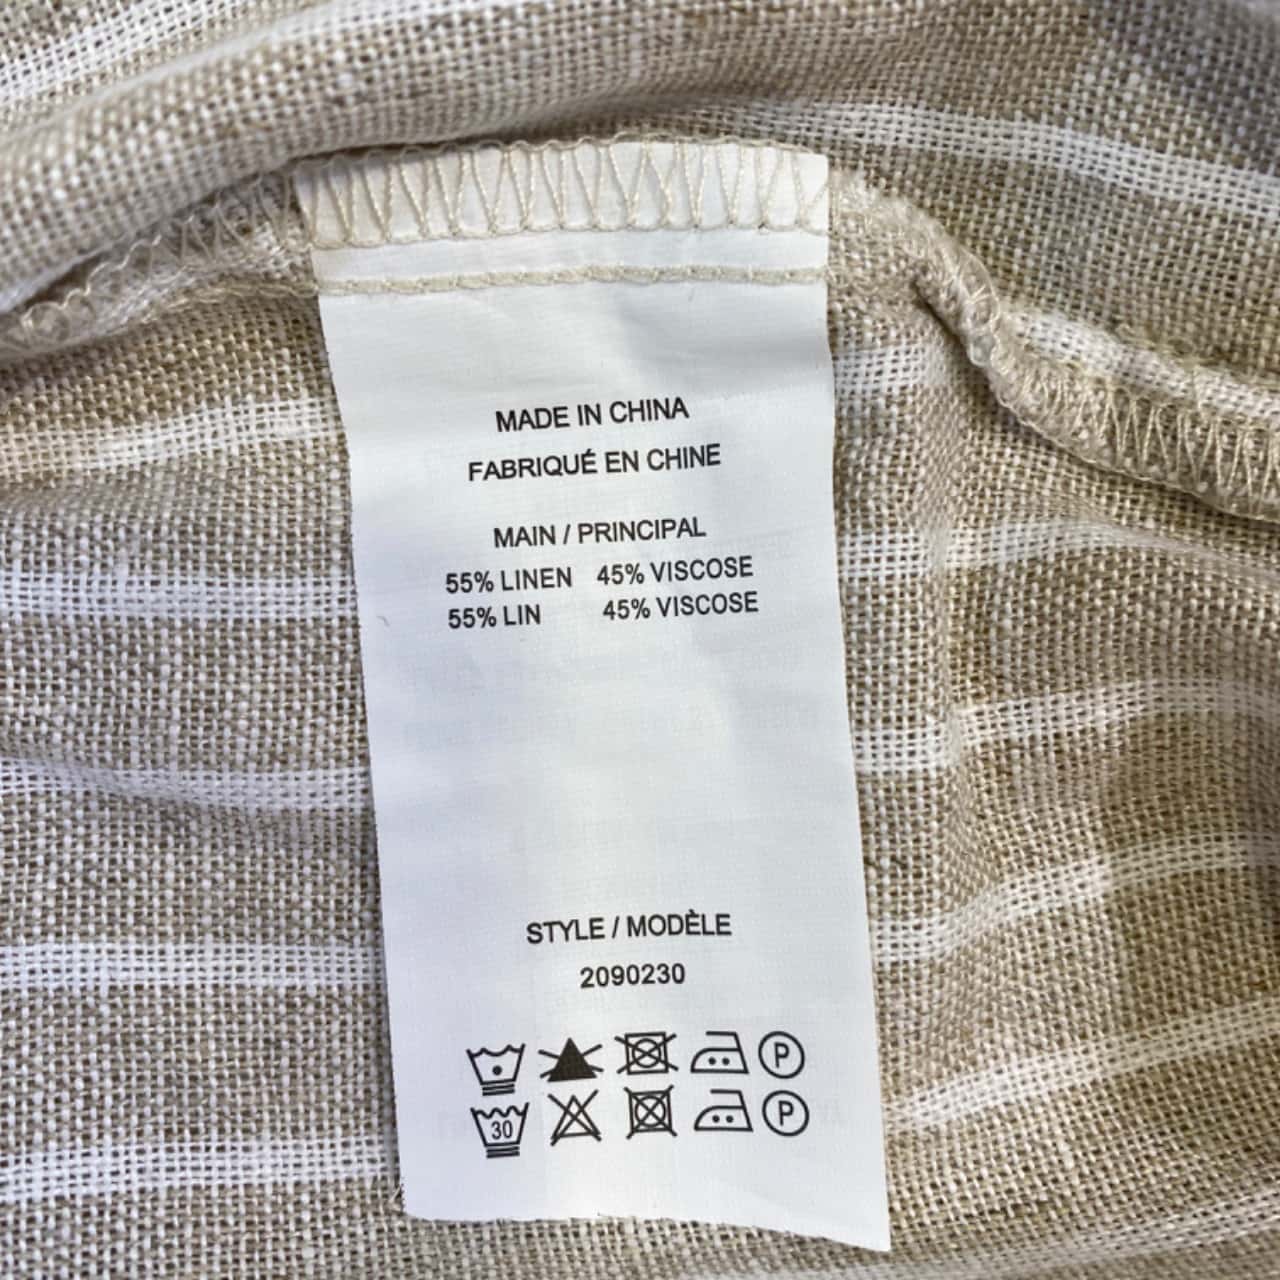 MADE IN CHINA
FABRIQUÉ EN CHINE
MAIN / PRINCIPAL
55% LINEN 45% VISCOSE
55% LIN 45% VISCOSE
STYLE / MODÈLE
2090230
P
30 P